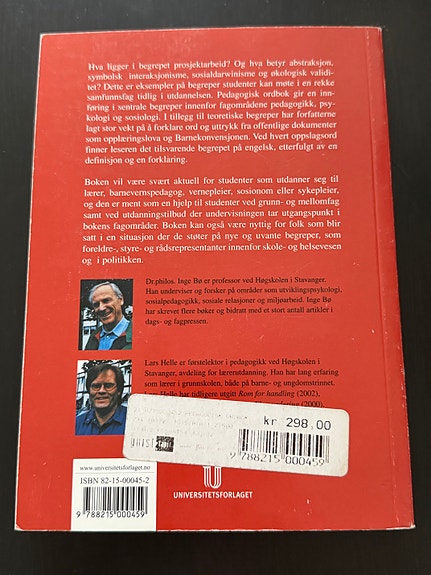 Hva ligger i begrepet prosjektarbeid? Og hva betyr abstraksjon,
symbolsk interaksjonisme, sosialdarwinisme og økologisk validi-
tet? Dette er eksempler på begreper studenter kan møte i en rekke
samfunnsfag tidlig i utdannelsen. Pedagogisk ordbok gir en inn-
føring i sentrale begreper innenfor fagområdene pedagogikk, psy-
kologi og sosiologi. I tillegg til teoretiske begreper har forfatterne
lagt stor vekt på å forklare ord og uttrykk fra offentlige dokumenter
som opplæringslova og Barnekonvensjonen. Ved hvert oppslagsord
finner leseren det tilsvarende begrepet på engelsk, etterfulgt av en
definisjon og en forklaring.
Boken vil være svært aktuell for studenter som utdanner seg til
lærer, barnevernspedagog, vernepleier, sosionom eller sykepleier,
og den er ment som en hjelp til studenter ved grunn- og mellomfag
samt ved utdanningstilbud der undervisningen tar utgangspunkt i
bokens fagområder. Boken kan også være nyttig for folk som blir
satt i en situasjon der de støter på nye og uvante begreper, som
foreldre-, styre- og rådsrepresentanter innenfor skole- og helsevesen
og i politikken.
Dr.philos. Inge Bø er professor ved Høgskolen i Stavanger.
Han underviser og forsker på områder som utviklingspsykologi,
sosialpedagogikk, sosiale relasjoner og miljøarbeid. Inge Bø
har skrevet flere bøker og bidratt med et stort antall artikler i
dags- og fagpressen.
Lars Helle er førstelektor i pedagogikk ved Høgskolen i
Stavanger, avdeling for lærerutdanning. Han har lang erfaring
som lærer i grunnskolen, både på barne- og ungdomstrinnet.
Lars Helle har tidligere utgitt Rom for handling (2002),
(2000).
kr 298,00
9 788215 000459
www.universitetsforlaget.no
ISBN 82-15-00045-2
9 788215 000459
UNIVERSITETSFORLAGET